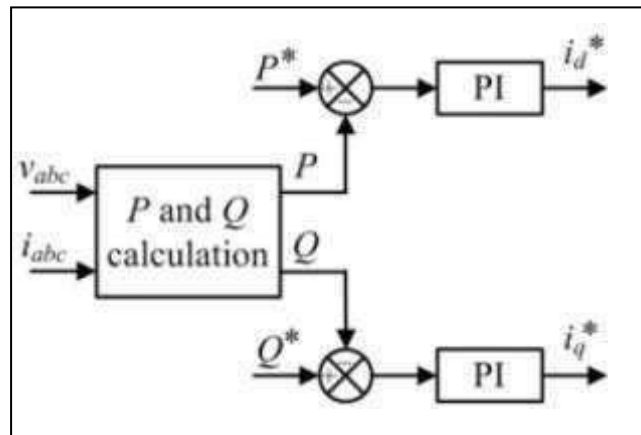 P*
+
−
PI
i_d*
v_abc
P
P and Q
calculation
i_abc
Q
Q*
+
−
PI
i_q*